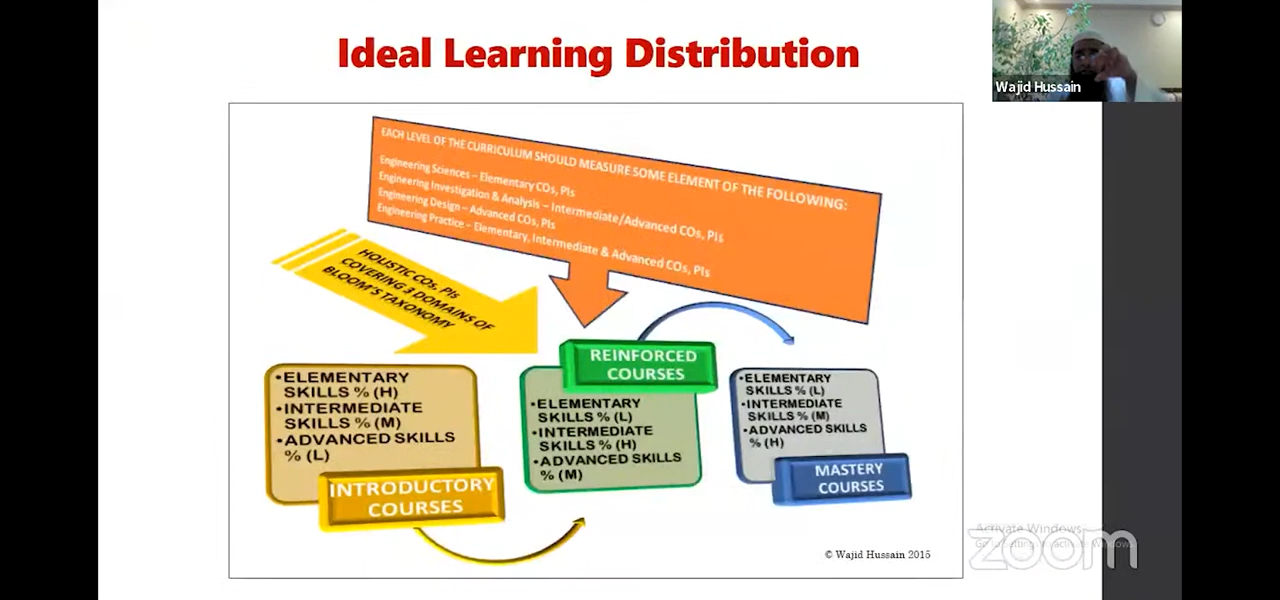 Ideal Learning Distribution
Wajid Hussain
EACH LEVEL OF THE CURRICULUM SHOULD MEASURE SOME ELEMENT OF THE FOLLOWING:
Engineering Sciences – Elementary COs, PIs
Engineering Investigation & Analysis – Intermediate/Advanced COs, PIs
Engineering Design – Advanced COs, PIs
Engineering Practice – Elementary, Intermediate & Advanced COs, PIs
HOLISTIC COs, PIs
COVERING 3 DOMAINS OF
BLOOM'S TAXONOMY
•ELEMENTARY
SKILLS % (H)
•INTERMEDIATE
SKILLS % (M)
•ADVANCED SKILLS
% (L)
INTRODUCTORY
COURSES
REINFORCED
COURSES
•ELEMENTARY
SKILLS % (L)
•INTERMEDIATE
SKILLS % (H)
•ADVANCED SKILLS
% (M)
•ELEMENTARY
SKILLS % (L)
•INTERMEDIATE
SKILLS % (M)
•ADVANCED SKILLS
% (H)
MASTERY
COURSES
© Wajid Hussain 2015
Activate Windows
zoom